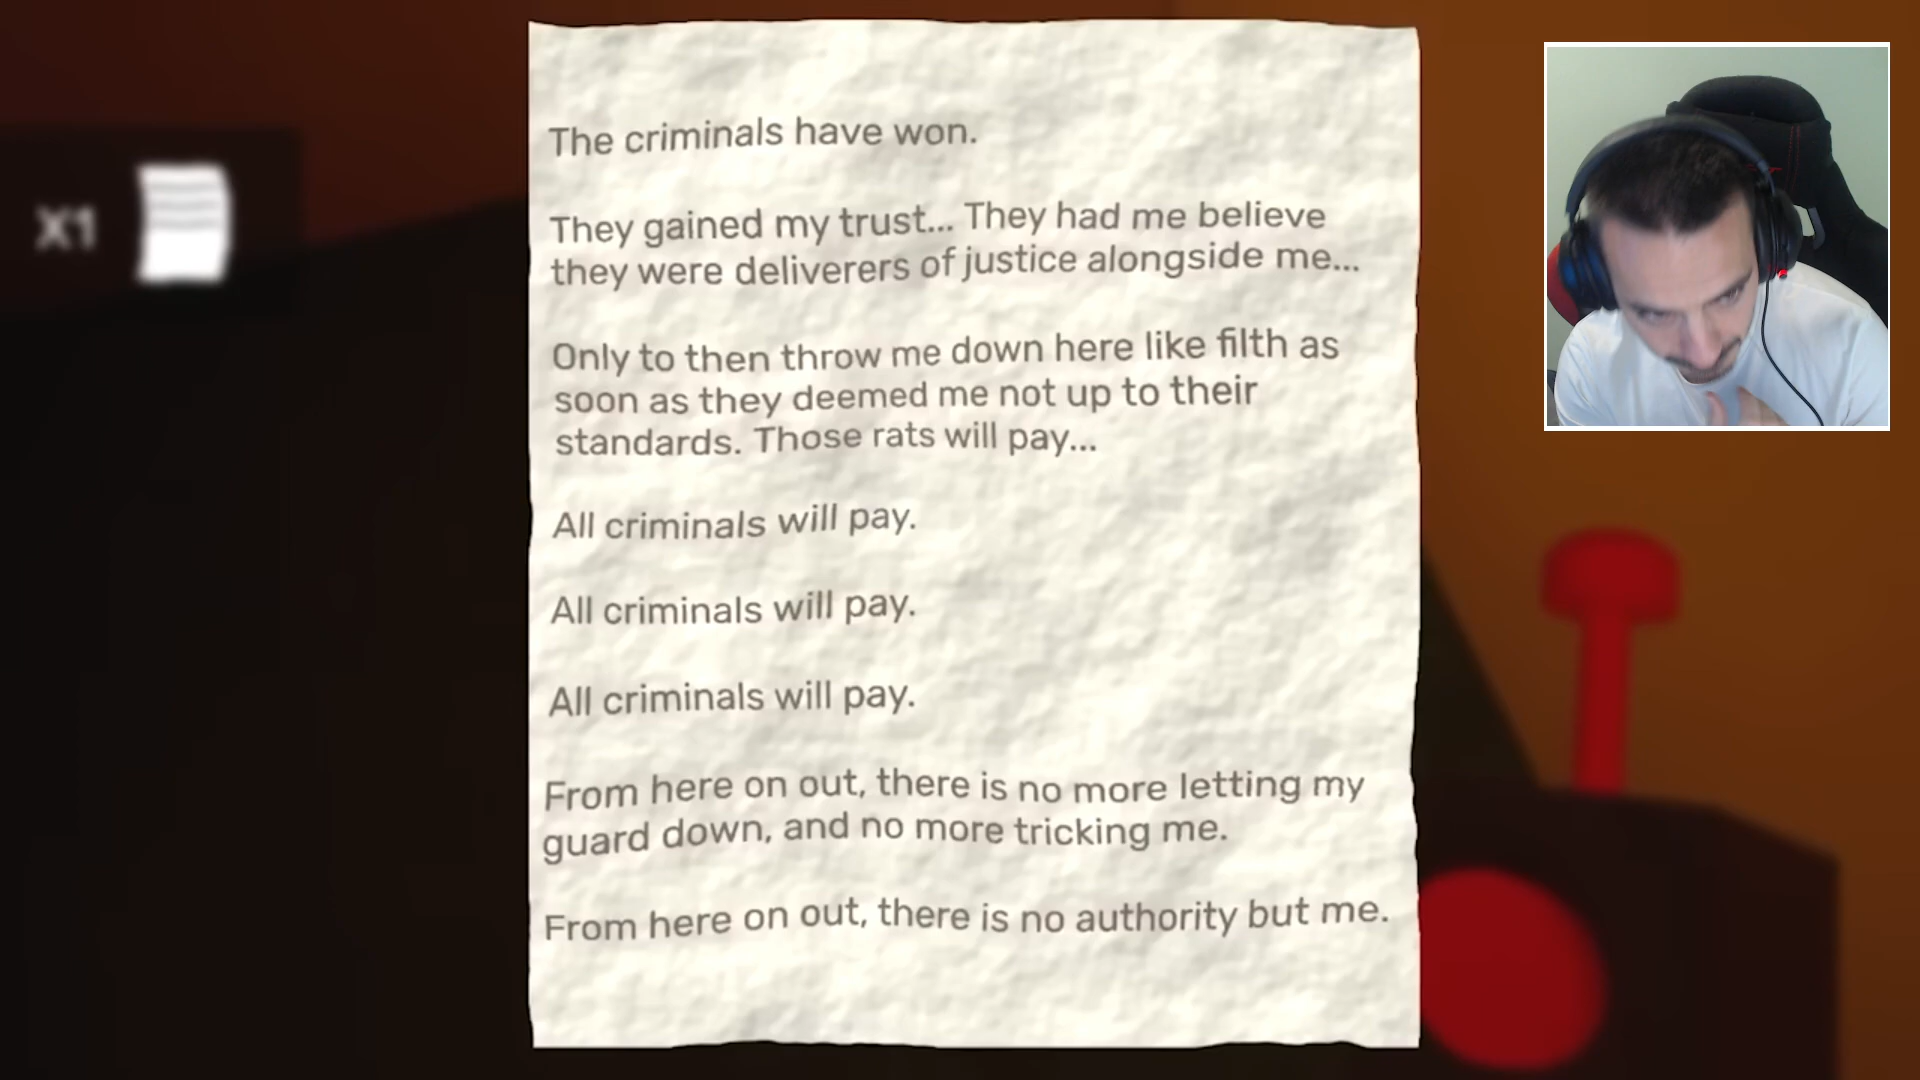 X1
The criminals have won.
They gained my trust... They had me believe
they were deliverers of justice alongside me...
Only to then throw me down here like filth as
soon as they deemed me not up to their
standards. Those rats will pay...
All criminals will pay.
All criminals will pay.
All criminals will pay.
From here on out, there is no more letting my
guard down, and no more tricking me.
From here on out, there is no authority but me.